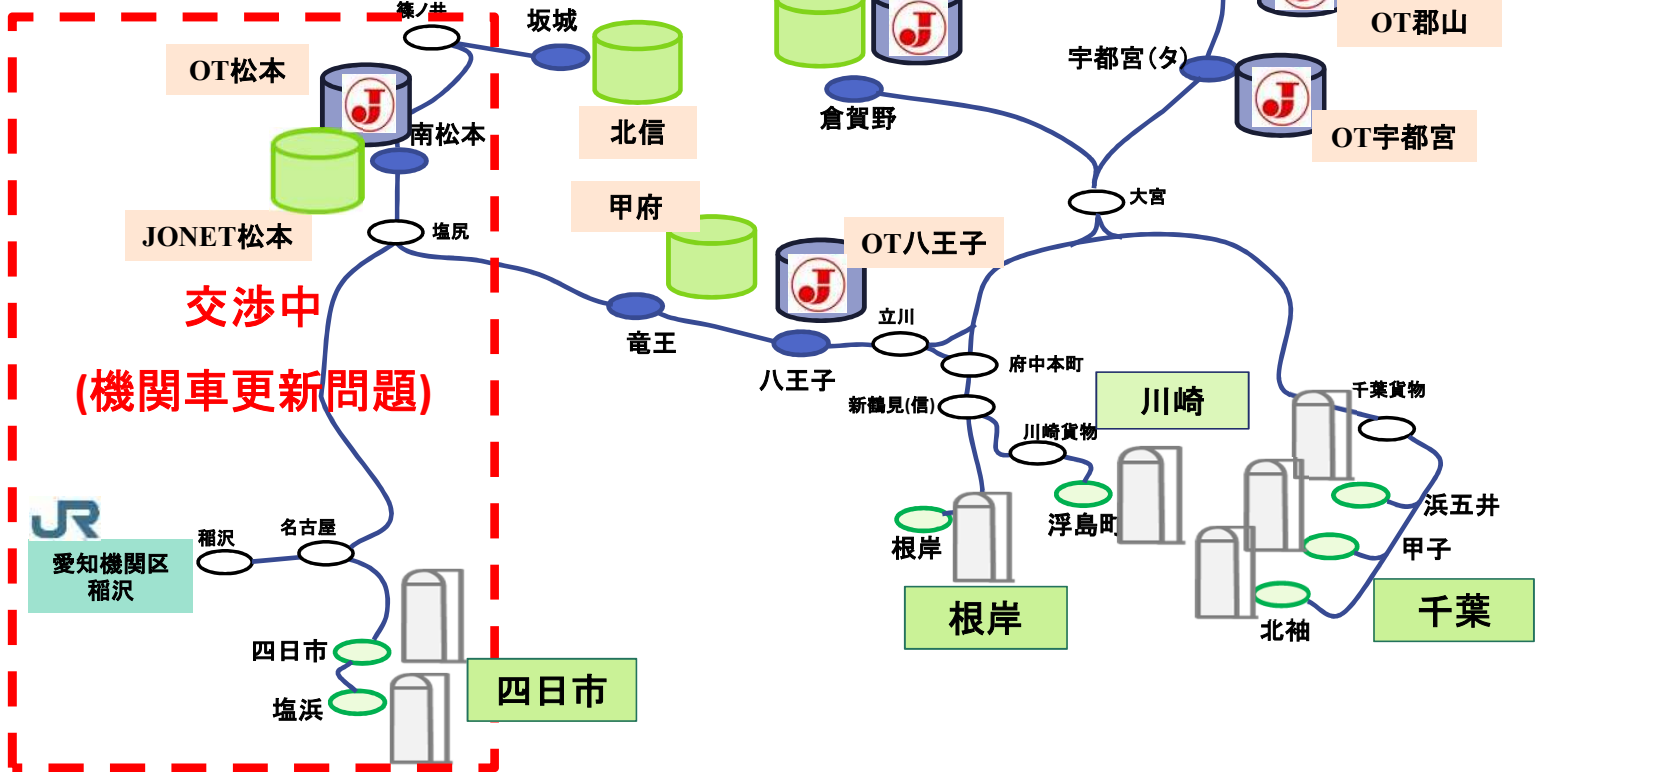 篠ノ井
坂城
OT松本
南松本
北信
JONET松本
塩尻
甲府
交渉中
(機関車更新問題)
竜王
八王子
OT八王子
立川
府中本町
新鶴見(信)
川崎貨物
川崎
浮島町
根岸
根岸
倉賀野
宇都宮(タ)
OT郡山
OT宇都宮
大宮
千葉貨物
浜五井
甲子
北袖
千葉
JR
愛知機関区
稲沢
稲沢
名古屋
四日市
塩浜
四日市
J
J
J
J